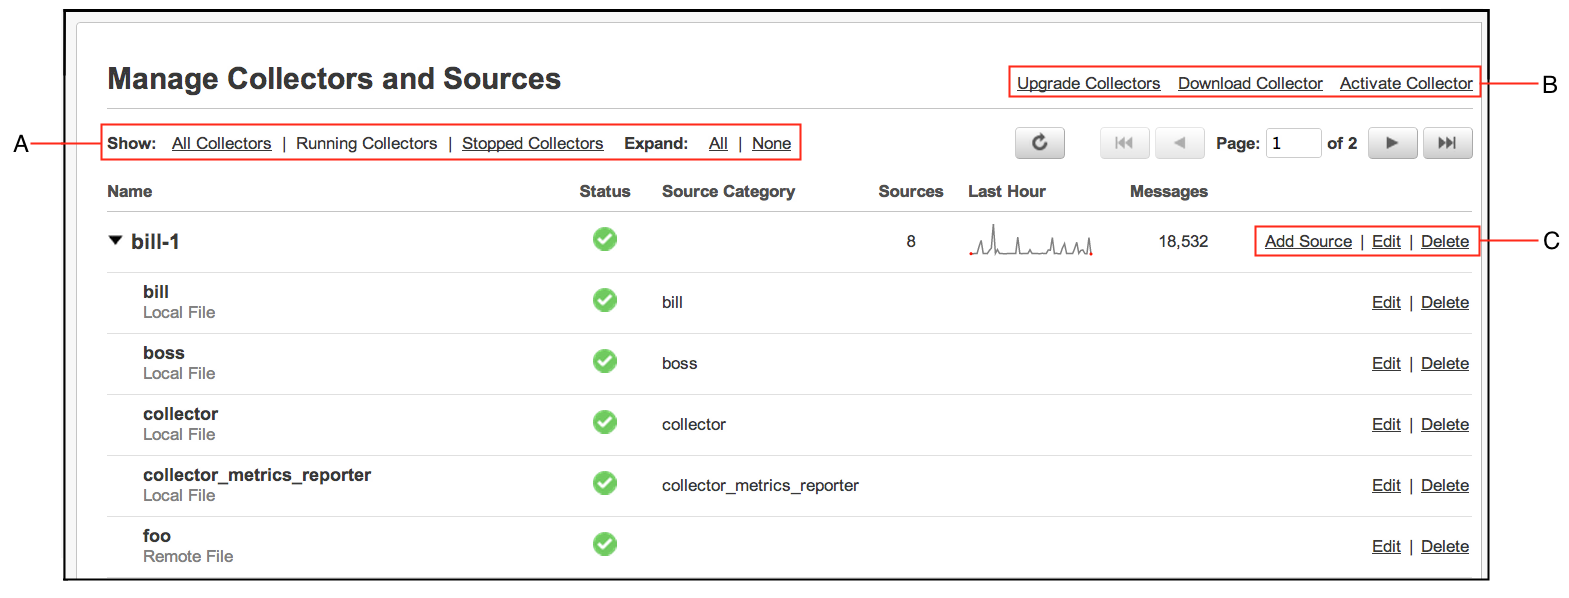 Manage Collectors and Sources
Upgrade Collectors Download Collector Activate Collector B
A Show: All Collectors | Running Collectors | Stopped Collectors Expand: All | None Page: 1 of 2
Name Status Source Category Sources Last Hour Messages
bill-1 8 18,532 Add Source | Edit | Delete C
bill
Local File
bill Edit | Delete
boss
Local File
boss Edit | Delete
collector
Local File
collector Edit | Delete
collector_metrics_reporter
Local File
collector_metrics_reporter Edit | Delete
foo
Remote File
Edit | Delete